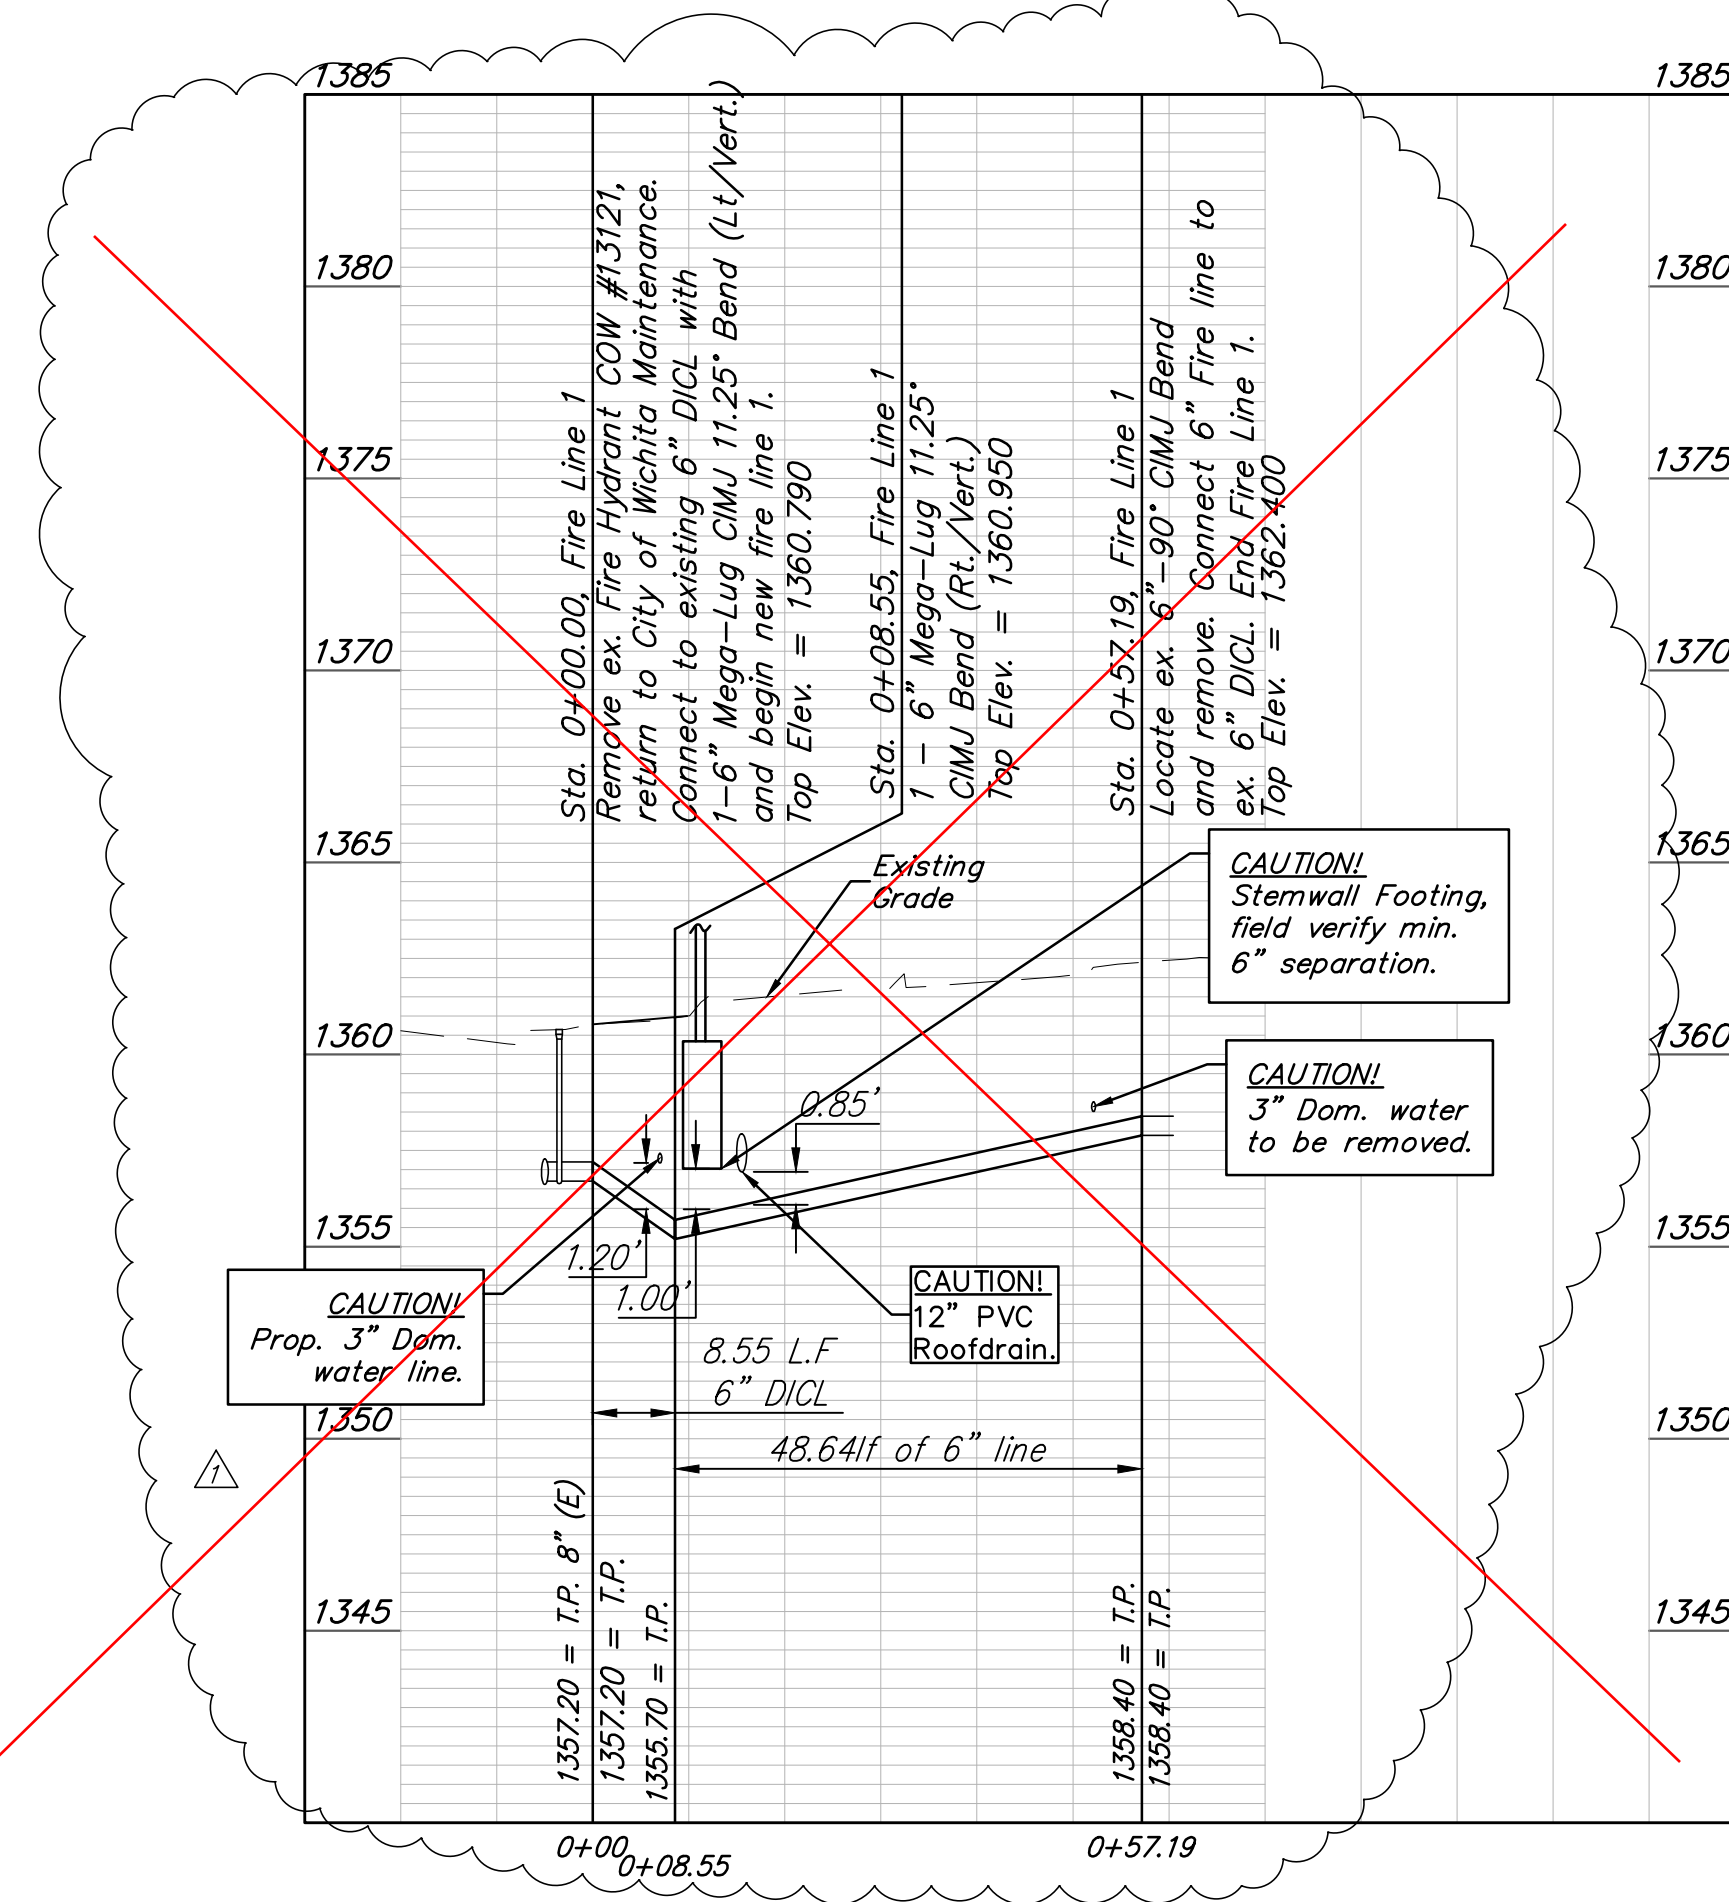 1385
1385
1380
1380
1375
1375
1370
1370
1365
1365
1360
1360
1355
1355
1350
1350
1345
1345
Sta. 0+00.00, Fire Line 1
Remove ex. Fire Hydrant COW #13121,
return to City of Wichita Maintenance.
Connect to existing 6" DICL with
1-6" Mega-Lug CIMJ 11.25° Bend (Lt/Vert.)
and begin new fire line 1.
Top Elev. = 1360.790
Sta. 0+08.55, Fire Line 1
1 - 6" Mega-Lug 11.25°
CIMJ Bend (Rt./Vert.)
Top Elev. = 1360.950
Sta. 0+57.19, Fire Line 1
Locate ex. 6"-90° CIMJ Bend
and remove. Connect 6" Fire line to
ex. 6" DICL. End Fire Line 1.
Top Elev. = 1362.400
Existing
Grade
CAUTION!
Stemwall Footing,
field verify min.
6" separation.
CAUTION!
3" Dom. water
to be removed.
0.85'
1.20'
1.00'
CAUTION!
Prop. 3" Dom.
water line.
CAUTION!
12" PVC
Roofdrain.
8.55 L.F
6" DICL
48.64lf of 6" line
1
1357.20 = T.P. 8" (E)
1357.20 = T.P.
1355.70 = T.P.
1358.40 = T.P.
1358.40 = T.P.
0+00
0+08.55
0+57.19